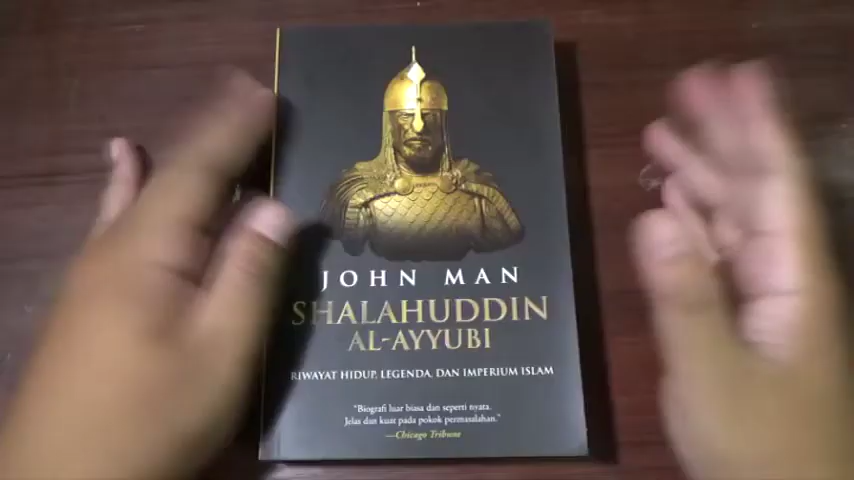 JOHN MAN
SHALAHUDDIN
AL-AYYUBI
RIWAYAT HIDUP, LEGENDA, DAN IMPERIUM ISLAM
"Biografi luar biasa dan seperti nyata.
Jelas dan kuat pada pokok permasalahan."
—Chicago Tribune